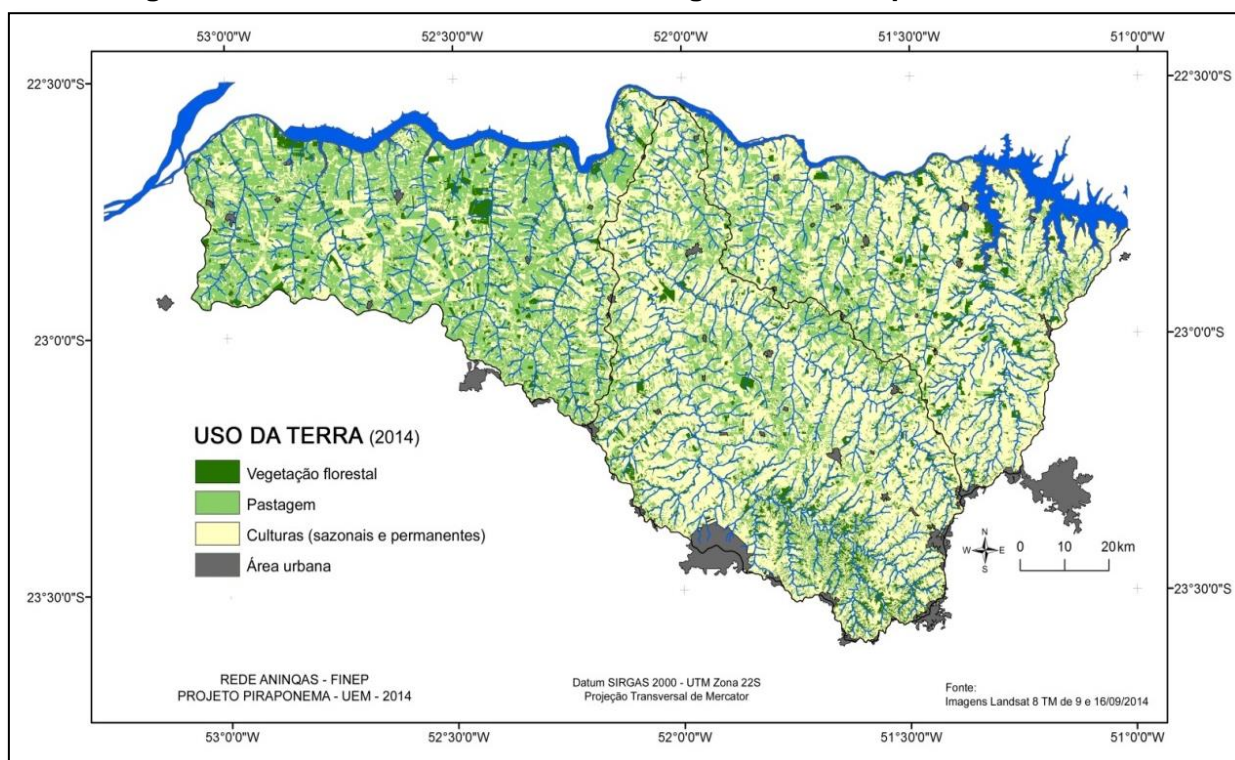 53°0'0"W 52°30'0"W 52°0'0"W 51°30'0"W 51°0'0"W
22°30'0"S 22°30'0"S
23°0'0"S 23°0'0"S
USO DA TERRA (2014)
Vegetação florestal
Pastagem
Culturas (sazonais e permanentes)
Área urbana
N
W E
S
0 10 20 km
23°30'0"S 23°30'0"S
REDE ANINQAS - FINEP
PROJETO PIRAPONEMA - UEM - 2014
Datum SIRGAS 2000 - UTM Zona 22S
Projeção Transversal de Mercator
Fonte:
Imagens Landsat 8 TM de 9 e 16/09/2014
53°0'0"W 52°30'0"W 52°0'0"W 51°30'0"W 51°0'0"W